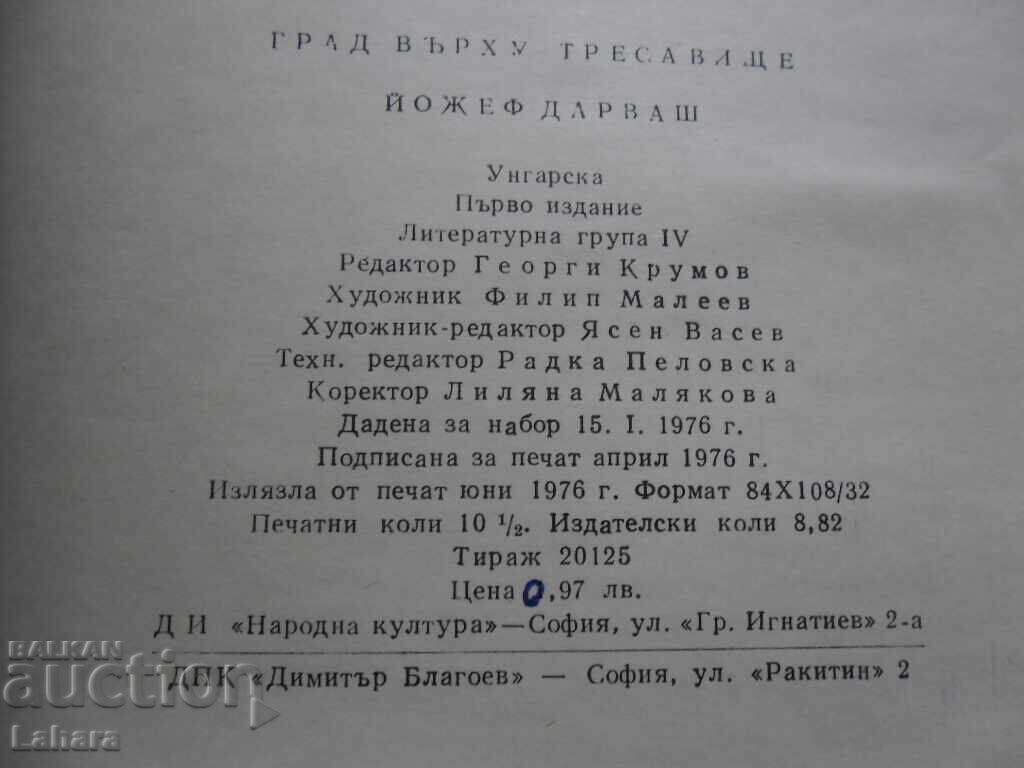 ГРАД ВЪРХУ ТРЕСАВИЩЕ
ЙОЖЕФ ДАРВАШ
Унгарска
Първо издание
Литературна група IV
Редактор Георги Крумов
Художник Филип Малеев
Художник-редактор Ясен Васев
Техн. редактор Радка Пеловска
Коректор Лиляна Малякова
Дадена за набор 15. I. 1976 г.
Подписана за печат април 1976 г.
Излязла от печат юни 1976 г. Формат 84X108/32
Печатни коли 10 ½. Издателски коли 8,82
Тираж 20125
Цена 0,97 лв.
Д И «Народна култура»—София, ул. «Гр. Игнатиев» 2-а
ДПК «Димитър Благоев» — София, ул. «Ракитин» 2
BALKAN
auction
Lahara